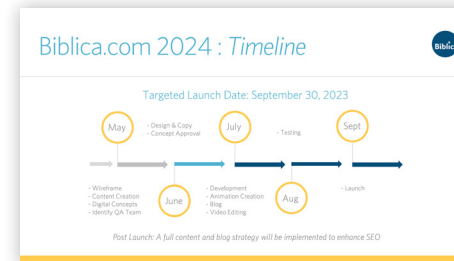 Biblica.com 2024 : Timeline
Biblica
Targeted Launch Date: September 30, 2023
May
- Design & Copy
- Concept Approval
July
- Testing
Sept
- Wireframe
- Content Creation
- Digital Concepts
- Identify QA Team
June
- Development
- Animation Creation
- Blog
- Video Editing
Aug
- Launch
Post Launch: A full content and blog strategy will be implemented to enhance SEO